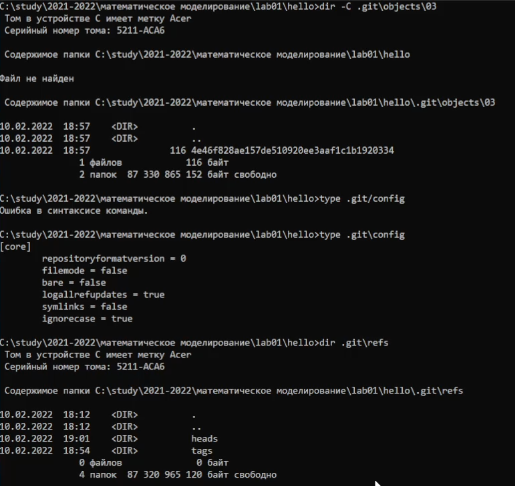 C:\study\2021-2022\математическое моделирование\lab01\hello>dir -C .git\objects\03
Том в устройстве C имеет метку Acer
Серийный номер тома: 5211-ACA6
Содержимое папки C:\study\2021-2022\математическое моделирование\lab01\hello
Файл не найден
Содержимое папки C:\study\2021-2022\математическое моделирование\lab01\hello\.git\objects\03
10.02.2022 18:57 <DIR> .
10.02.2022 18:57 <DIR> ..
10.02.2022 18:57 116 4e46f828ae157de510920ee3aaf1c1b1920334
1 файлов 116 байт
2 папок 87 330 865 152 байт свободно
C:\study\2021-2022\математическое моделирование\lab01\hello>type .git/config
Ошибка в синтаксисе команды.
C:\study\2021-2022\математическое моделирование\lab01\hello>type .git\config
[core]
repositoryformatversion = 0
filemode = false
bare = false
logallrefupdates = true
symlinks = false
ignorecase = true
C:\study\2021-2022\математическое моделирование\lab01\hello>dir .git\refs
Том в устройстве C имеет метку Acer
Серийный номер тома: 5211-ACA6
Содержимое папки C:\study\2021-2022\математическое моделирование\lab01\hello\.git\refs
10.02.2022 18:12 <DIR> .
10.02.2022 18:12 <DIR> ..
10.02.2022 19:01 <DIR> heads
10.02.2022 18:54 <DIR> tags
0 файлов 0 байт
4 папок 87 320 965 120 байт свободно